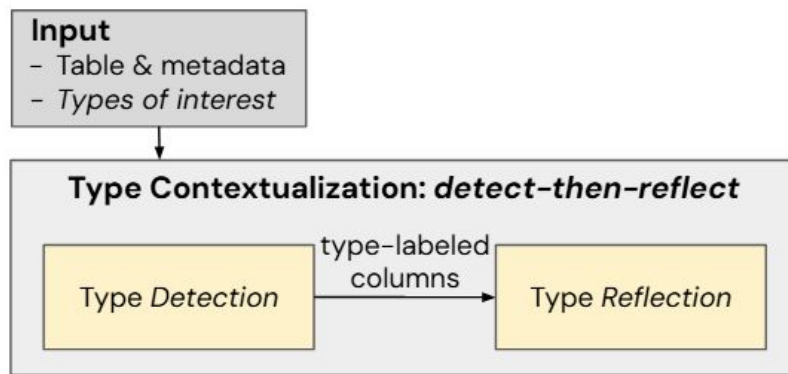 Input
- Table & metadata
- Types of interest
Type Contextualization: detect-then-reflect
type-labeled
columns
Type Detection
Type Reflection